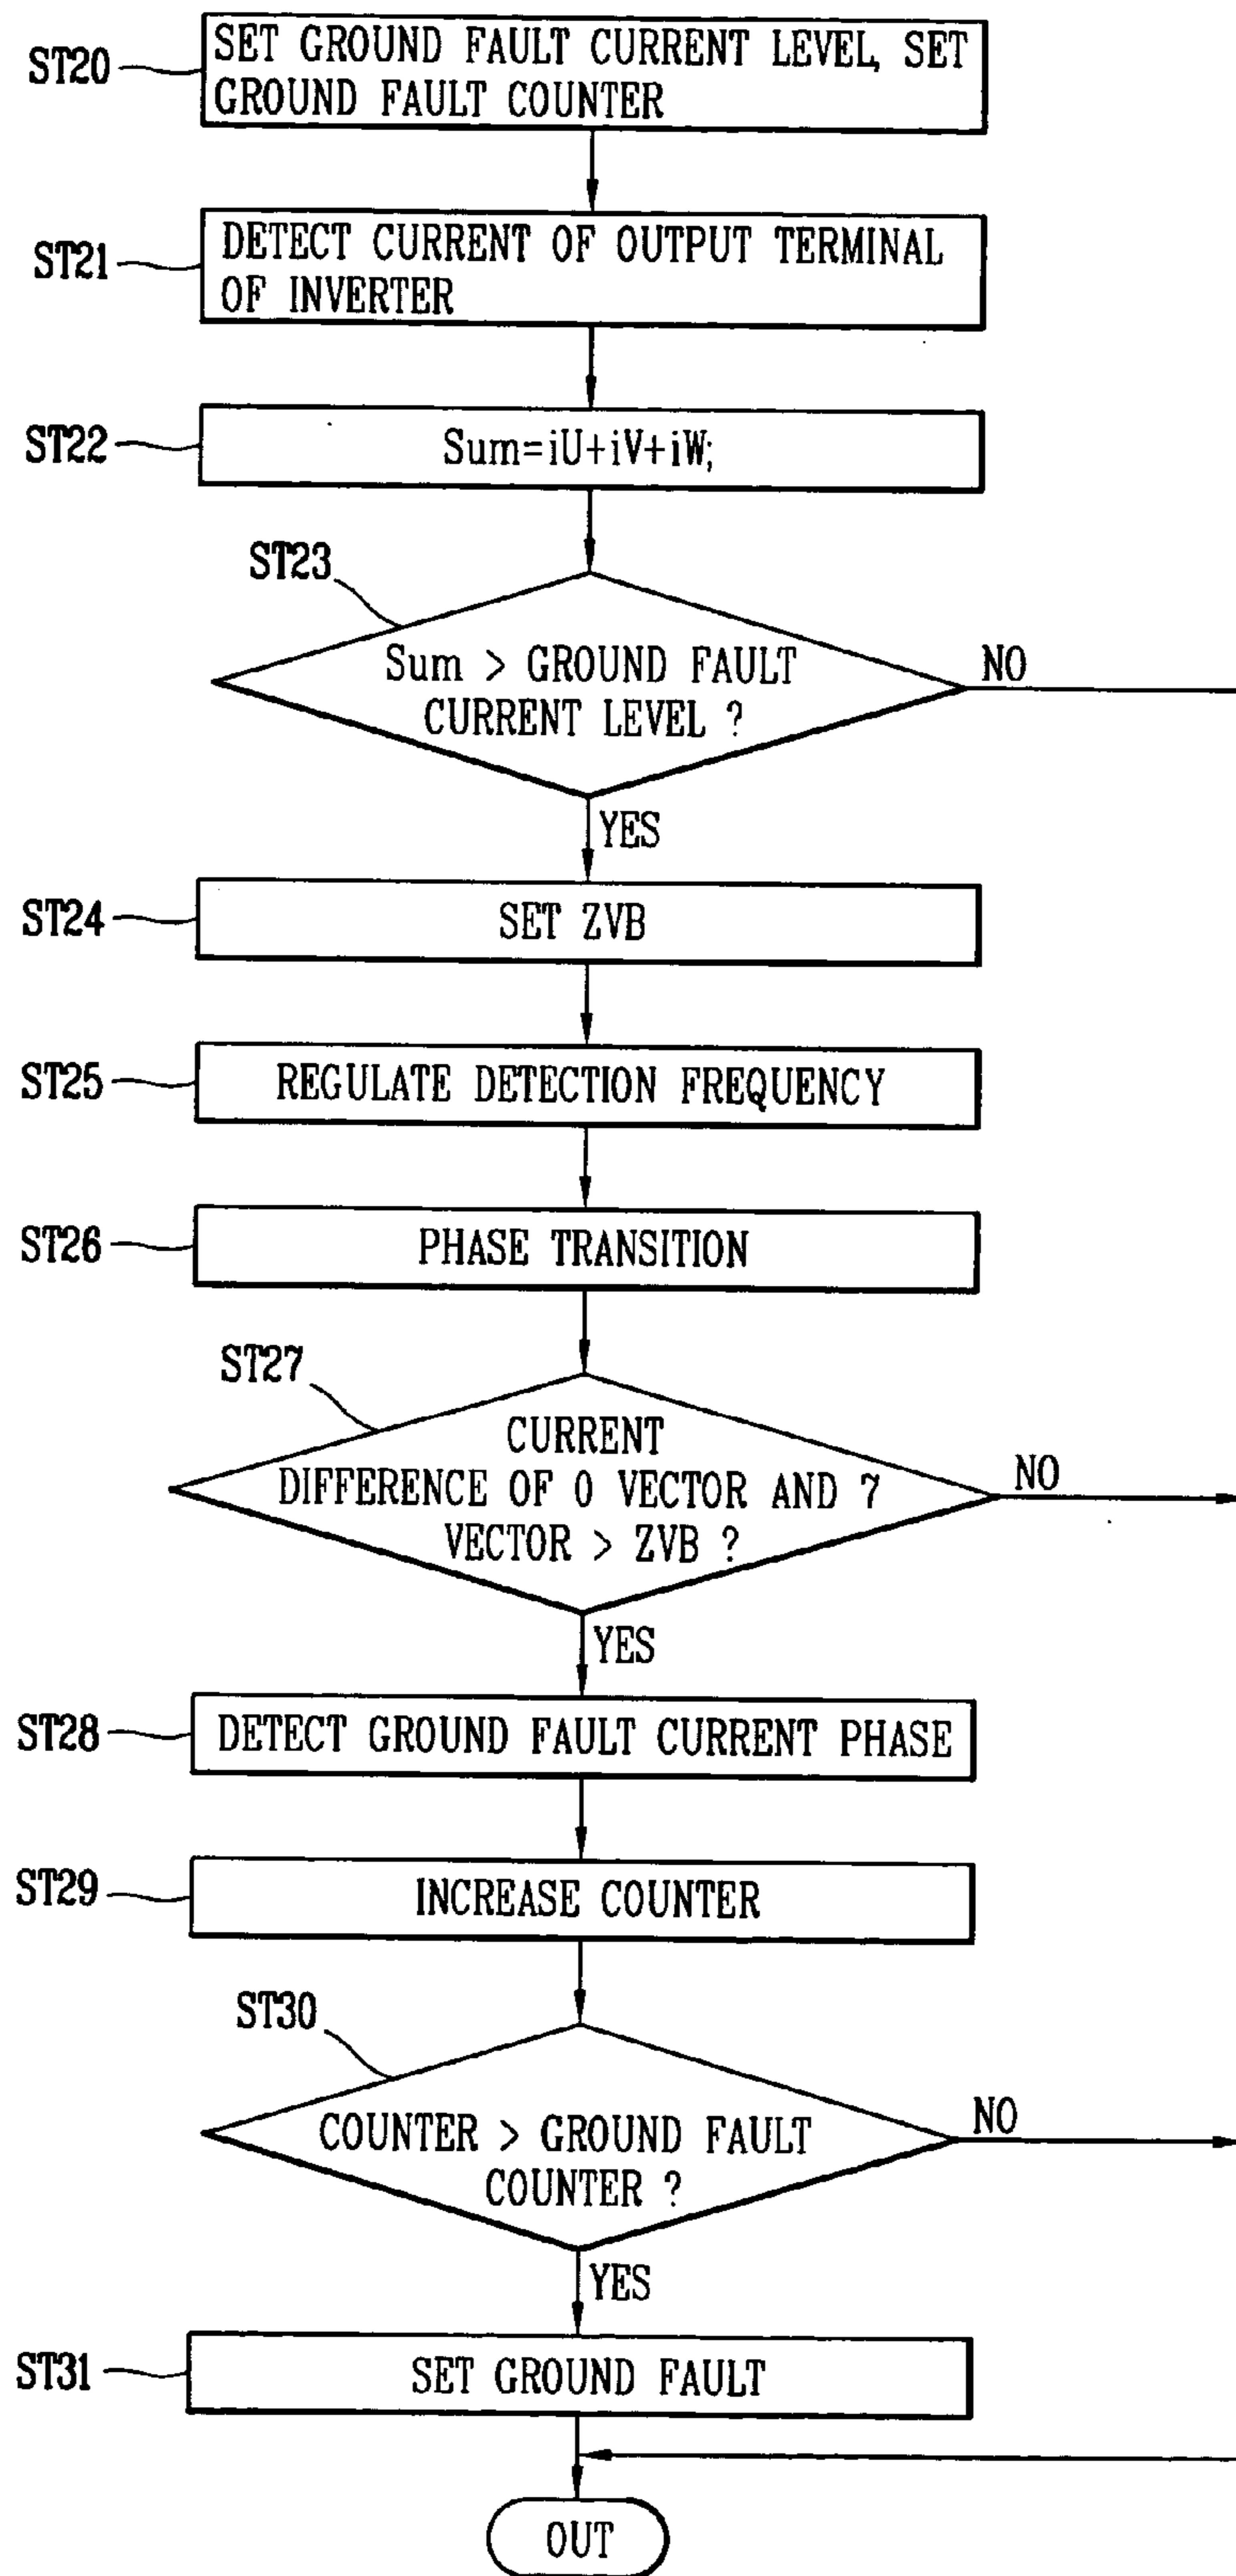 ST20
SET GROUND FAULT CURRENT LEVEL, SET
GROUND FAULT COUNTER
ST21
DETECT CURRENT OF OUTPUT TERMINAL
OF INVERTER
ST22
Sum=iU+iV+iW;
ST23
Sum > GROUND FAULT
CURRENT LEVEL ?
NO
YES
ST24
SET ZVB
ST25
REGULATE DETECTION FREQUENCY
ST26
PHASE TRANSITION
ST27
CURRENT
DIFFERENCE OF 0 VECTOR AND 7
VECTOR > ZVB ?
NO
YES
ST28
DETECT GROUND FAULT CURRENT PHASE
ST29
INCREASE COUNTER
ST30
COUNTER > GROUND FAULT
COUNTER ?
NO
YES
ST31
SET GROUND FAULT
OUT